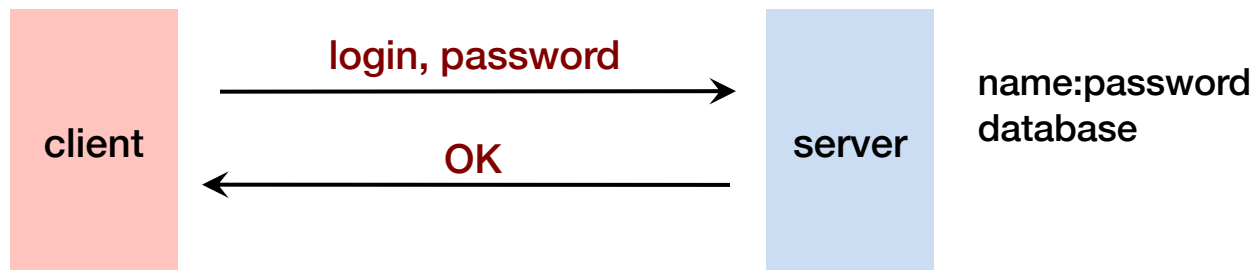 login, password
client
OK
server
name:password
database